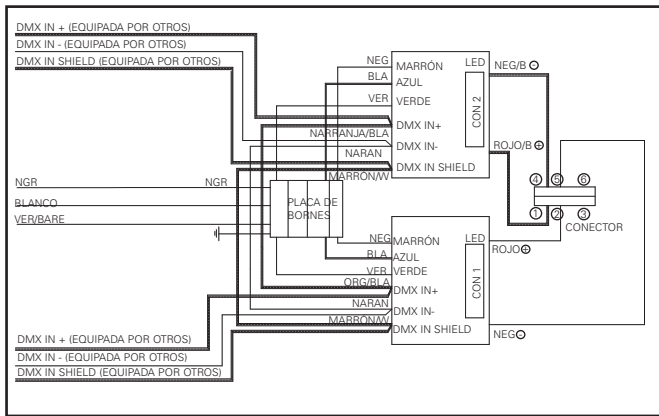 DMX IN + (EQUIPADA POR OTROS)
DMX IN - (EQUIPADA POR OTROS)
DMX IN SHIELD (EQUIPADA POR OTROS)
NEG
BLA
VER
NARRANJA/BLA
NARAN
MARRON/W
MARRÓN
AZUL
VERDE
DMX IN+
DMX IN-
DMX IN SHIELD
LED
CON 2
NEG/B ⊖
ROJO/B ⊕
NGR
NGR
BLANCO
VER/BARE
PLACA DE
BORNES
4 5 6
1 2 3
CONECTOR
NEG
BLA
VER
ORG/BLA
NARAN
MARRON/W
MARRÓN
AZUL
VERDE
DMX IN+
DMX IN-
DMX IN SHIELD
LED
CON 1
ROJO⊕
NEG⊖
DMX IN + (EQUIPADA POR OTROS)
DMX IN - (EQUIPADA POR OTROS)
DMX IN SHIELD (EQUIPADA POR OTROS)